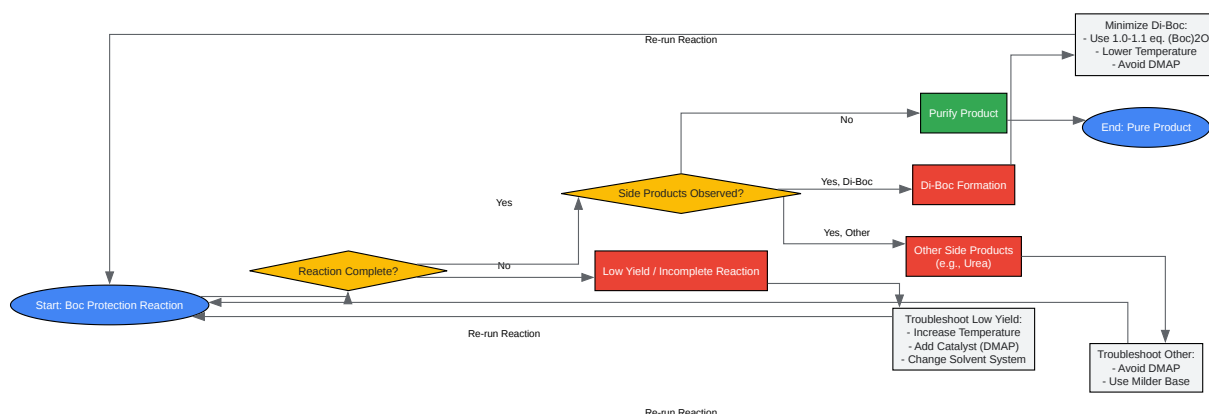 Minimize Di-Boc:
- Use 1.0-1.1 eq. (Boc)2O
- Lower Temperature
- Avoid DMAP
Re-run Reaction
Purify Product
No
End: Pure Product
Side Products Observed?
Yes, Di-Boc
Di-Boc Formation
Yes
Yes, Other
Other Side Products
(e.g., Urea)
Reaction Complete?
No
Low Yield / Incomplete Reaction
Start: Boc Protection Reaction
Troubleshoot Low Yield:
- Increase Temperature
- Add Catalyst (DMAP)
- Change Solvent System
Re-run Reaction
Troubleshoot Other:
- Avoid DMAP
- Use Milder Base
Re-run Reaction